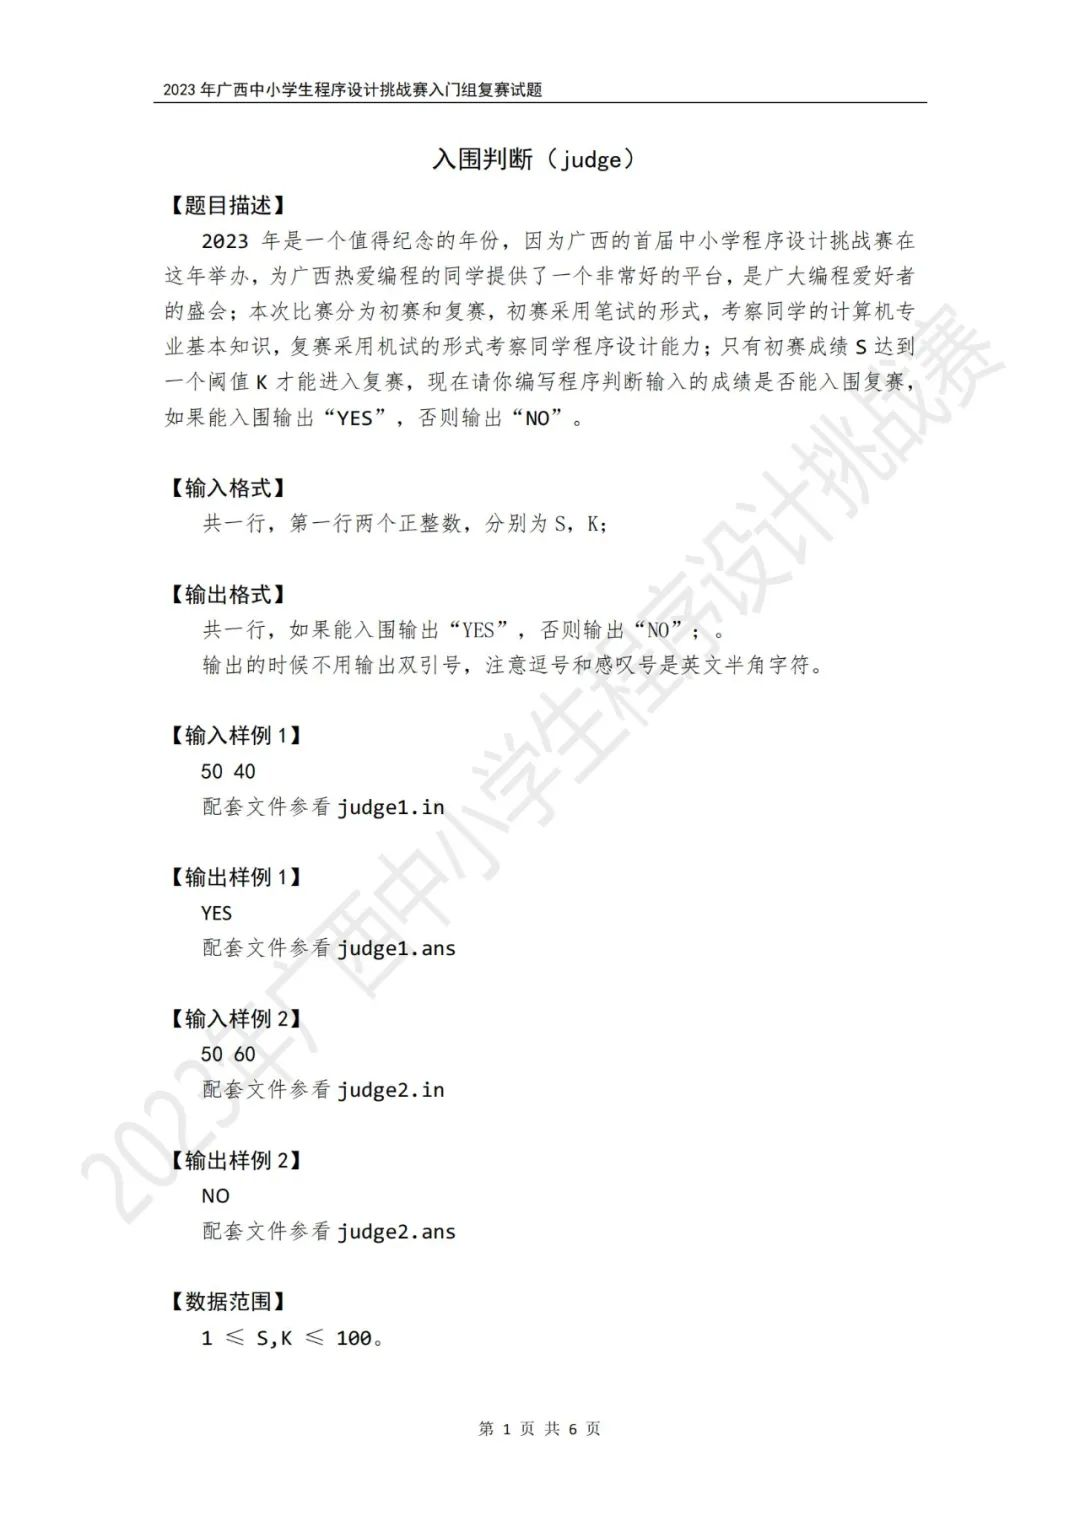 2023 年广西中小学生程序设计挑战赛入门组复赛试题
入围判断（judge）
【题目描述】
2023 年是一个值得纪念的年份，因为广西的首届中小学程序设计挑战赛在
这年举办，为广西热爱编程的同学提供了一个非常好的平台，是广大编程爱好者
的盛会；本次比赛分为初赛和复赛，初赛采用笔试的形式，考察同学的计算机专
业基本知识，复赛采用机试的形式考察同学程序设计能力；只有初赛成绩 S 达到
一个阈值 K 才能进入复赛，现在请你编写程序判断输入的成绩是否能入围复赛，
如果能入围输出“YES”，否则输出“NO”。
【输入格式】
共一行，第一行两个正整数，分别为 S，K；
【输出格式】
共一行，如果能入围输出“YES”，否则输出“NO”；。
输出的时候不用输出双引号，注意逗号和感叹号是英文半角字符。
【输入样例 1】
50 40
配套文件参看 judge1.in
【输出样例 1】
YES
配套文件参看 judge1.ans
【输入样例 2】
50 60
配套文件参看 judge2.in
【输出样例 2】
NO
配套文件参看 judge2.ans
【数据范围】
1 ≤ S,K ≤ 100。
第 1 页 共 6 页
2023年广西中小学生程序设计挑战赛